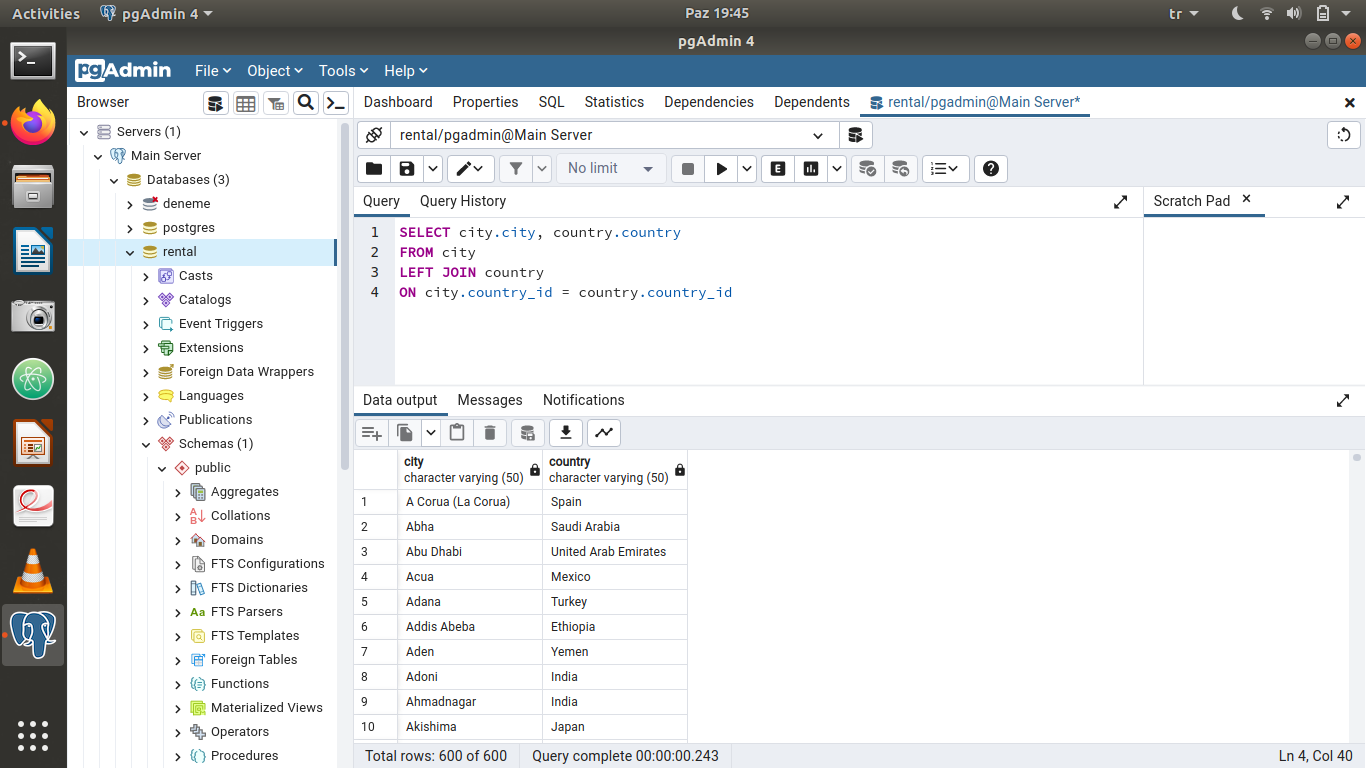 Activities pgAdmin 4 Paz 19:45 tr
pgAdmin 4
pgAdmin File Object Tools Help
Browser Dashboard Properties SQL Statistics Dependencies Dependents rental/pgadmin@Main Server*
rental/pgadmin@Main Server
No limit
Query Query History Scratch Pad
1 SELECT city.city, country.country
2 FROM city
3 LEFT JOIN country
4 ON city.country_id = country.country_id
Servers (1)
Main Server
Databases (3)
deneme
postgres
rental
Casts
Catalogs
Event Triggers
Extensions
Foreign Data Wrappers
Languages
Publications
Schemas (1)
public
Aggregates
Collations
Domains
FTS Configurations
FTS Dictionaries
Aa FTS Parsers
FTS Templates
Foreign Tables
Functions
Materialized Views
Operators
Procedures
Data output Messages Notifications
city country
character varying (50) character varying (50)
1 A Corua (La Corua) Spain
2 Abha Saudi Arabia
3 Abu Dhabi United Arab Emirates
4 Acua Mexico
5 Adana Turkey
6 Addis Abeba Ethiopia
7 Aden Yemen
8 Adoni India
9 Ahmadnagar India
10 Akishima Japan
Total rows: 600 of 600 Query complete 00:00:00.243 Ln 4, Col 40